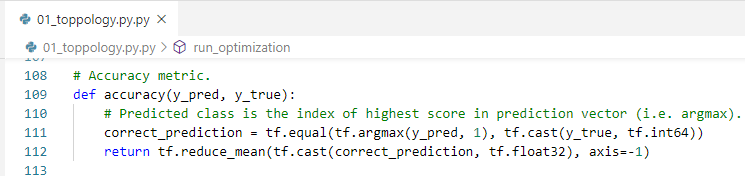 01_toppology.py.py ×
01_toppology.py.py > run_optimization
107
108 # Accuracy metric.
109 def accuracy(y_pred, y_true):
110 # Predicted class is the index of highest score in prediction vector (i.e. argmax).
111 correct_prediction = tf.equal(tf.argmax(y_pred, 1), tf.cast(y_true, tf.int64))
112 return tf.reduce_mean(tf.cast(correct_prediction, tf.float32), axis=-1)
113